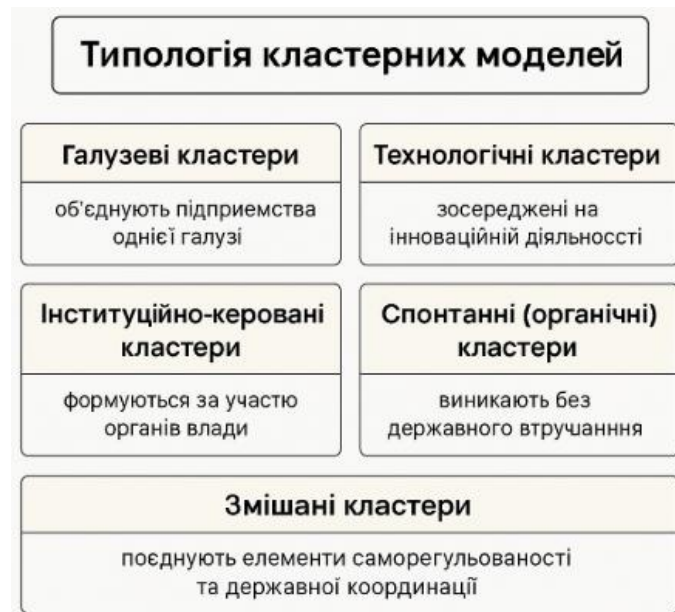 Типологія кластерних моделей
Галузеві кластери
об'єднують підприемства
однієї галузі
Технологічні кластери
зосереджені на
інноваційній діяльноссті
Інституційно-керовані
кластери
формуються за участю
органів влади
Спонтанні (органічні)
кластери
виникають без
державного втручанння
Змішані кластери
поєднують елементи саморегульованості
та державної координації